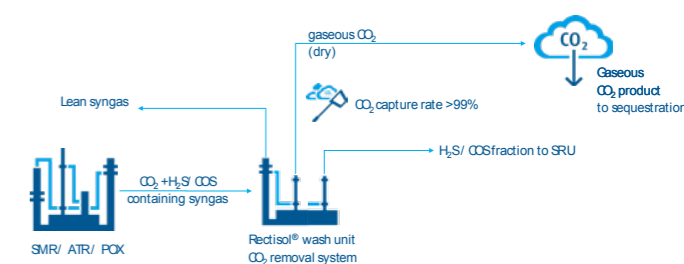 gaseous CO₂
(dry)
CO₂
Gaseous
CO₂ product
to sequestration
Lean syngas
CO₂ capture rate >99%
H₂S/ COS fraction to SRU
CO₂ +H₂S/ COS
containing syngas
SMR/ ATR/ POX
Rectisol® wash unit
CO₂ removal system